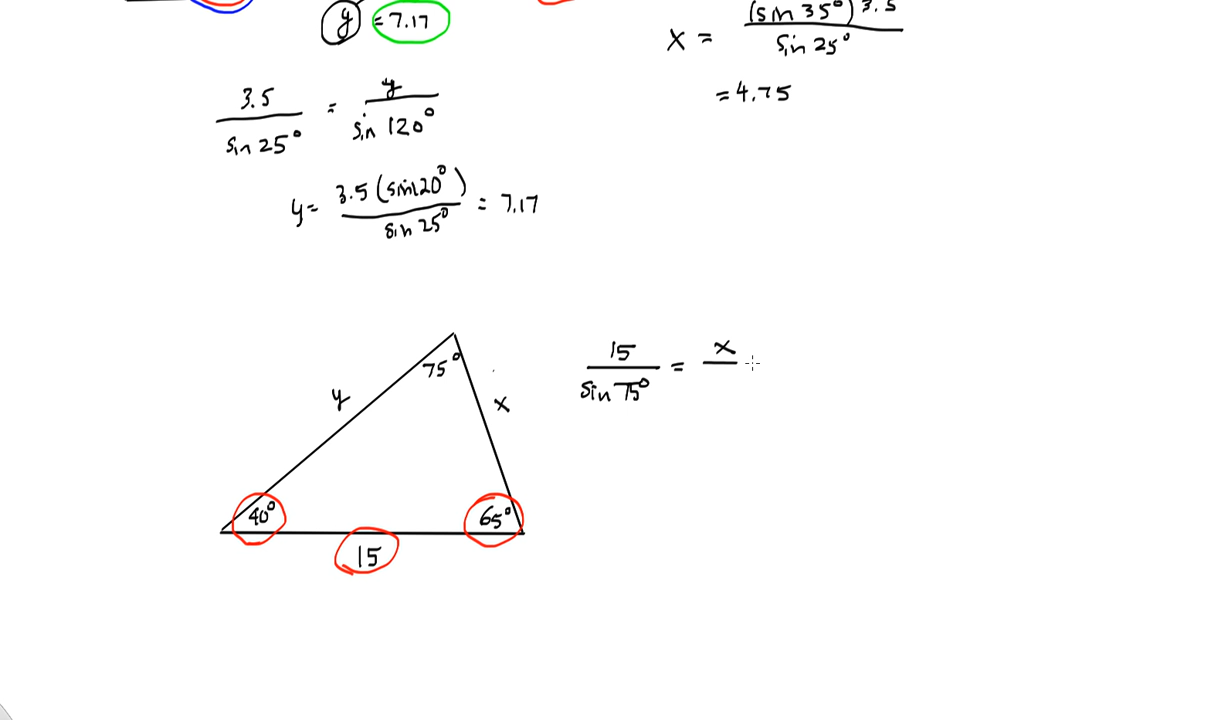 y = 7.17
x = (sin 35°) 3.5 / sin 25°
= 4.75
3.5 / sin 25° = y / sin 120°
y = 3.5 (sin 120°) / sin 25° = 7.17
75°
y
x
40°
65°
15
15 / sin 75° = x